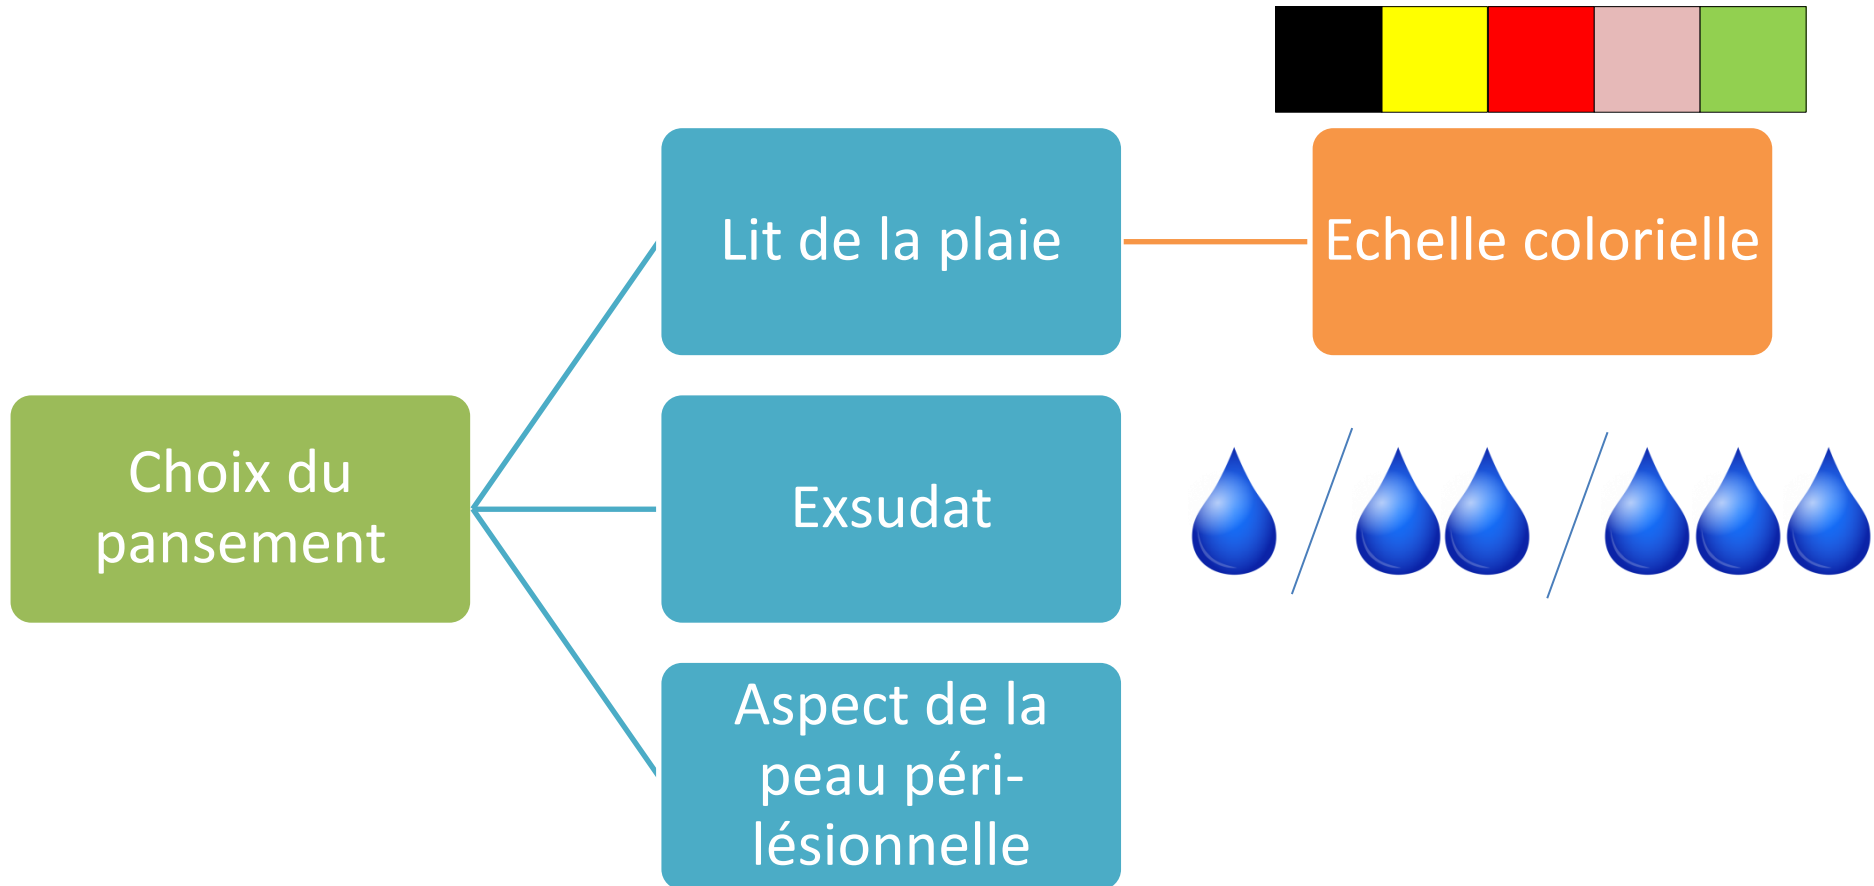 Choix du
pansement
Lit de la plaie
Echelle colorielle
Exsudat
Aspect de la
peau péri-
lésionnelle